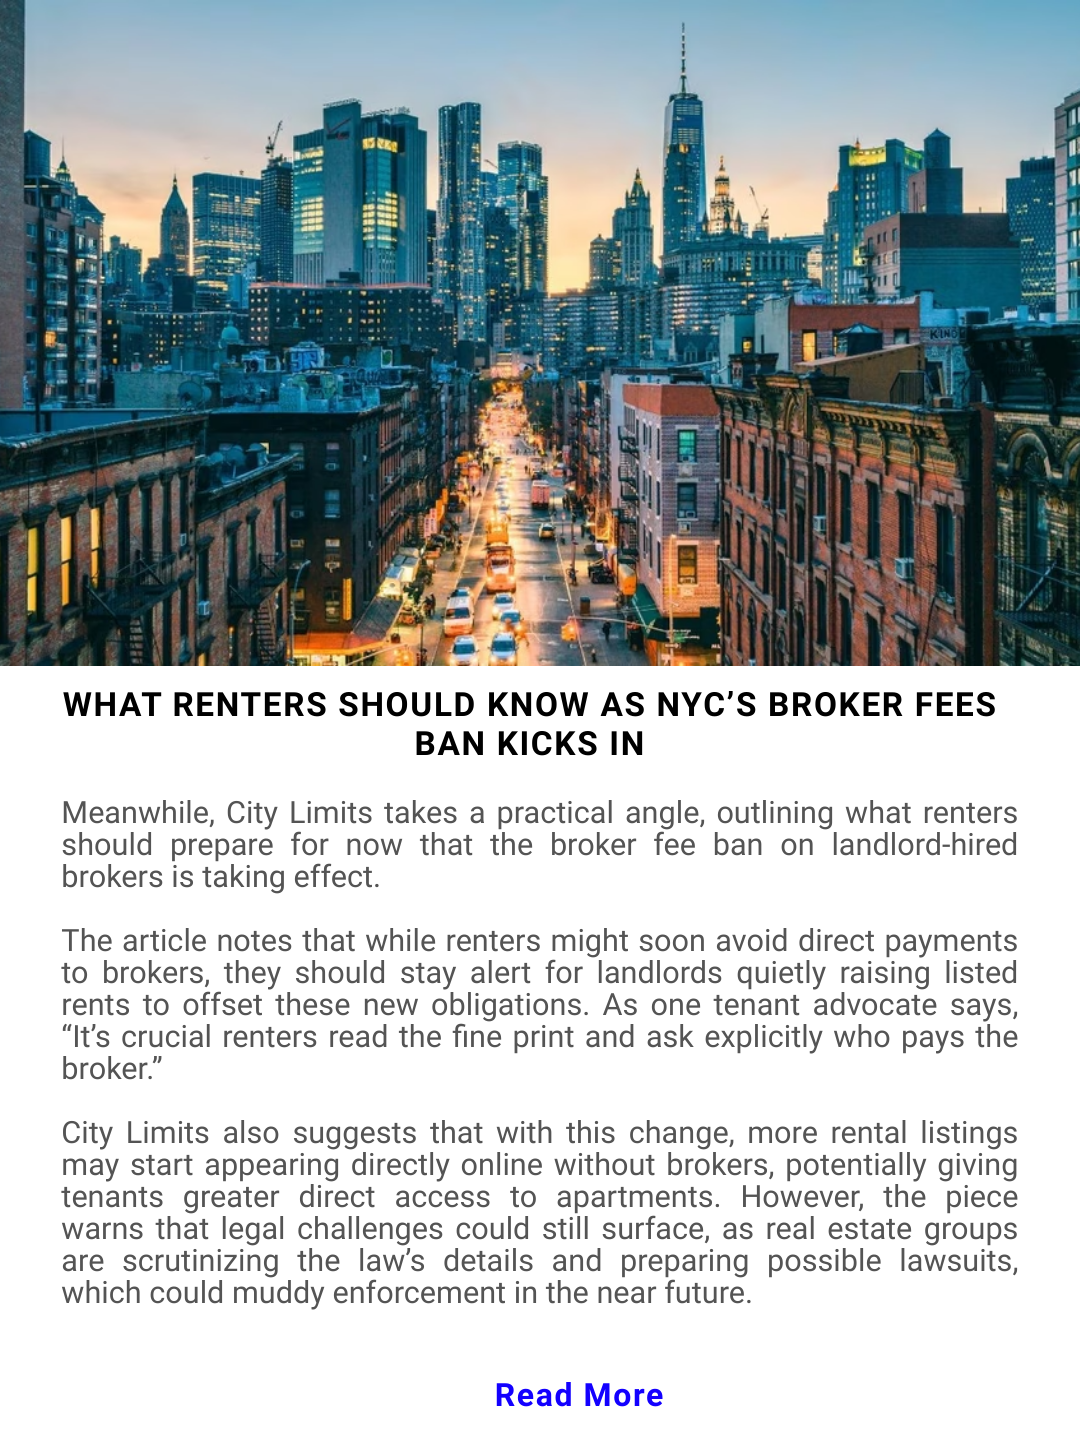 KING
WHAT RENTERS SHOULD KNOW AS NYC’S BROKER FEES
BAN KICKS IN
Meanwhile, City Limits takes a practical angle, outlining what renters
should prepare for now that the broker fee ban on landlord-hired
brokers is taking effect.
The article notes that while renters might soon avoid direct payments
to brokers, they should stay alert for landlords quietly raising listed
rents to offset these new obligations. As one tenant advocate says,
“It’s crucial renters read the fine print and ask explicitly who pays the
broker.”
City Limits also suggests that with this change, more rental listings
may start appearing directly online without brokers, potentially giving
tenants greater direct access to apartments. However, the piece
warns that legal challenges could still surface, as real estate groups
are scrutinizing the law’s details and preparing possible lawsuits,
which could muddy enforcement in the near future.
Read More